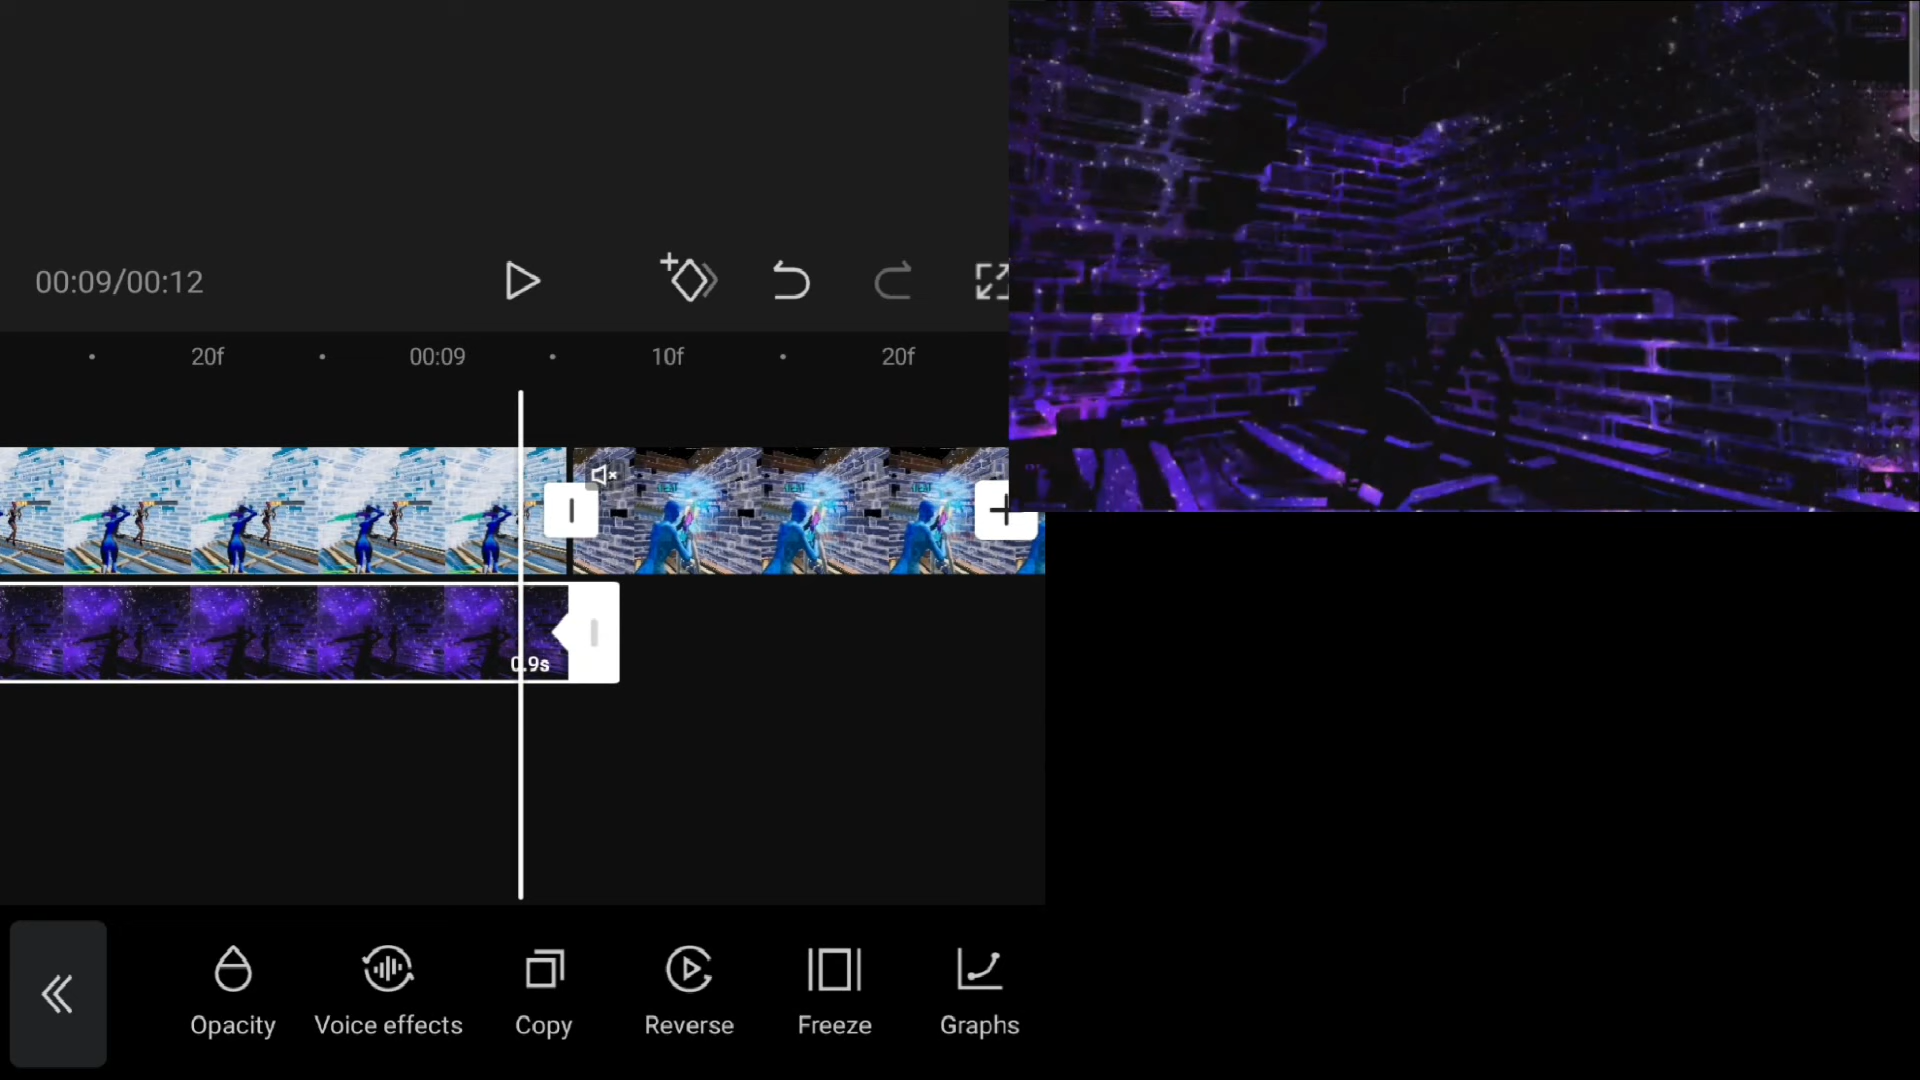 00:09/00:12
20f
00:09
10f
20f
0.9s
Opacity
Voice effects
Copy
Reverse
Freeze
Graphs